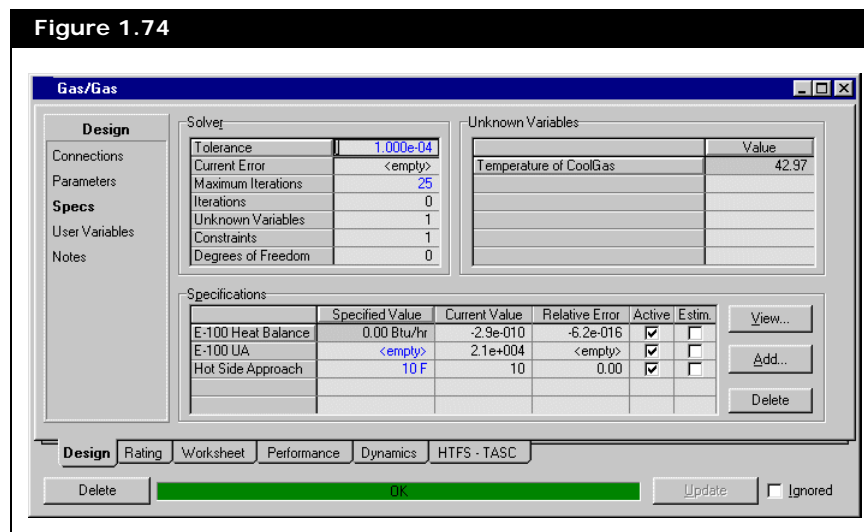 Figure 1.74
Gas/Gas
Design
Connections
Parameters
Specs
User Variables
Notes
Solver
Tolerance 1.000e-04
Current Error <empty>
Maximum Iterations 25
Iterations 0
Unknown Variables 1
Constraints 1
Degrees of Freedom 0
Unknown Variables
Value
Temperature of CoolGas 42.97
Specifications
Specified Value Current Value Relative Error Active Estim.
E-100 Heat Balance 0.00 Btu/hr -2.9e-010 -6.2e-016
E-100 UA <empty> 2.1e+004 <empty>
Hot Side Approach 10 F 10 0.00
View...
Add...
Delete
Design Rating Worksheet Performance Dynamics HTFS - TASC
Delete OK Update Ignored